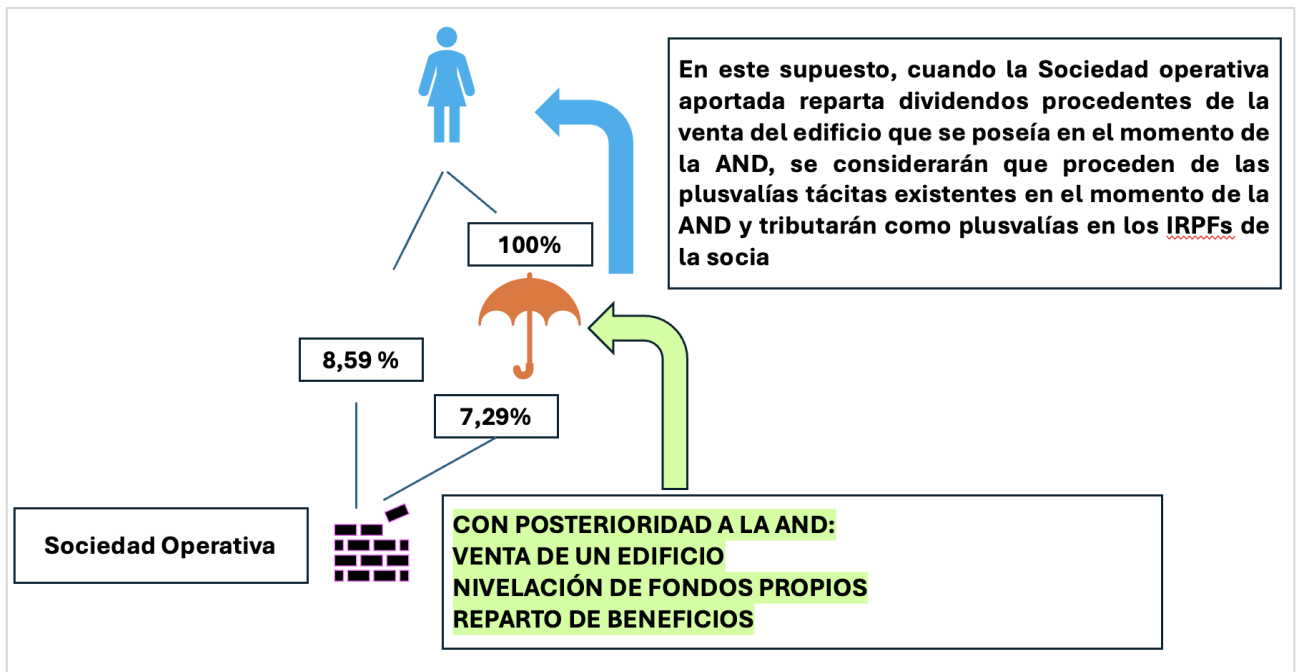 En este supuesto, cuando la Sociedad operativa
aportada reparta dividendos procedentes de la
venta del edificio que se poseía en el momento de
la AND, se considerarán que proceden de las
plusvalías tácitas existentes en el momento de la
AND y tributarán como plusvalías en los IRPFs de
la socia
100%
8,59 %
7,29%
Sociedad Operativa
CON POSTERIORIDAD A LA AND:
VENTA DE UN EDIFICIO
NIVELACIÓN DE FONDOS PROPIOS
REPARTO DE BENEFICIOS